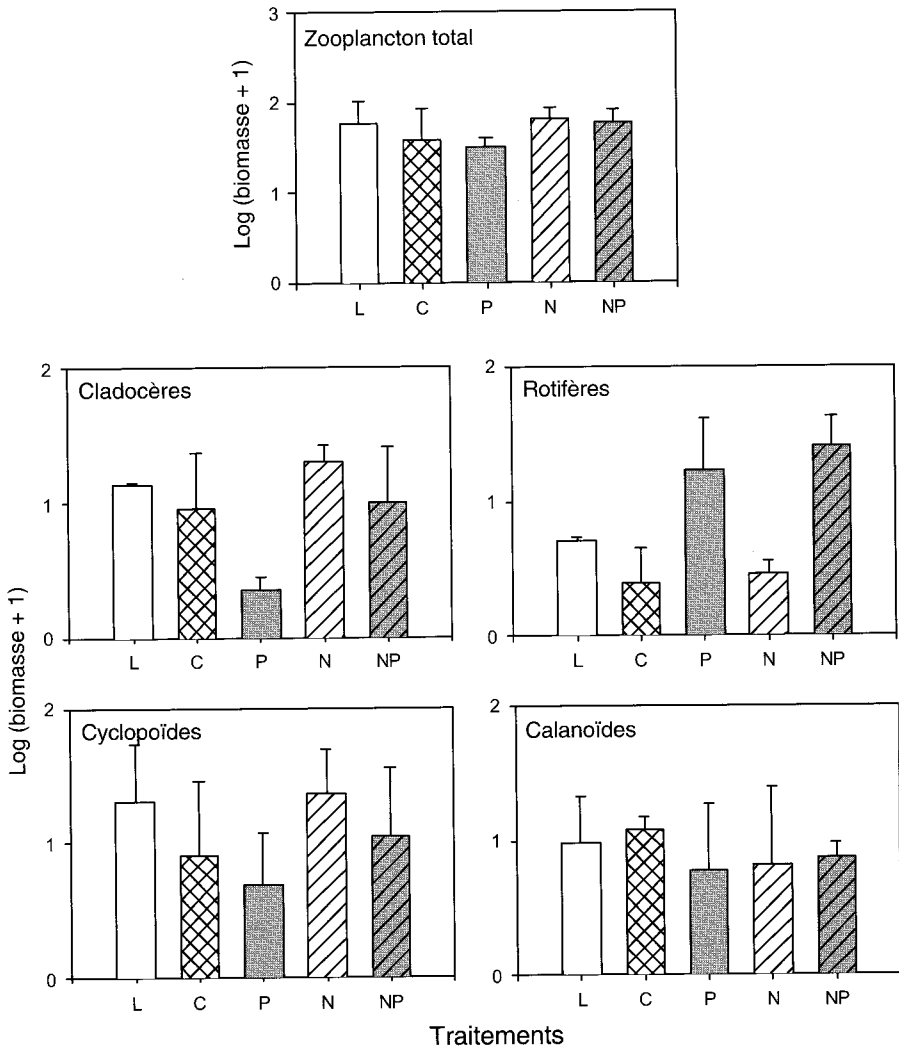 Zooplancton total
Log (biomasse + 1)
3
2
1
0
L C P N NP
Cladocères
2
1
0
L C P N NP
Rotifères
2
1
0
L C P N NP
Log (biomasse + 1)
Cyclopoïdes
2
1
0
L C P N NP
Calanoïdes
2
1
0
L C P N NP
Traitements